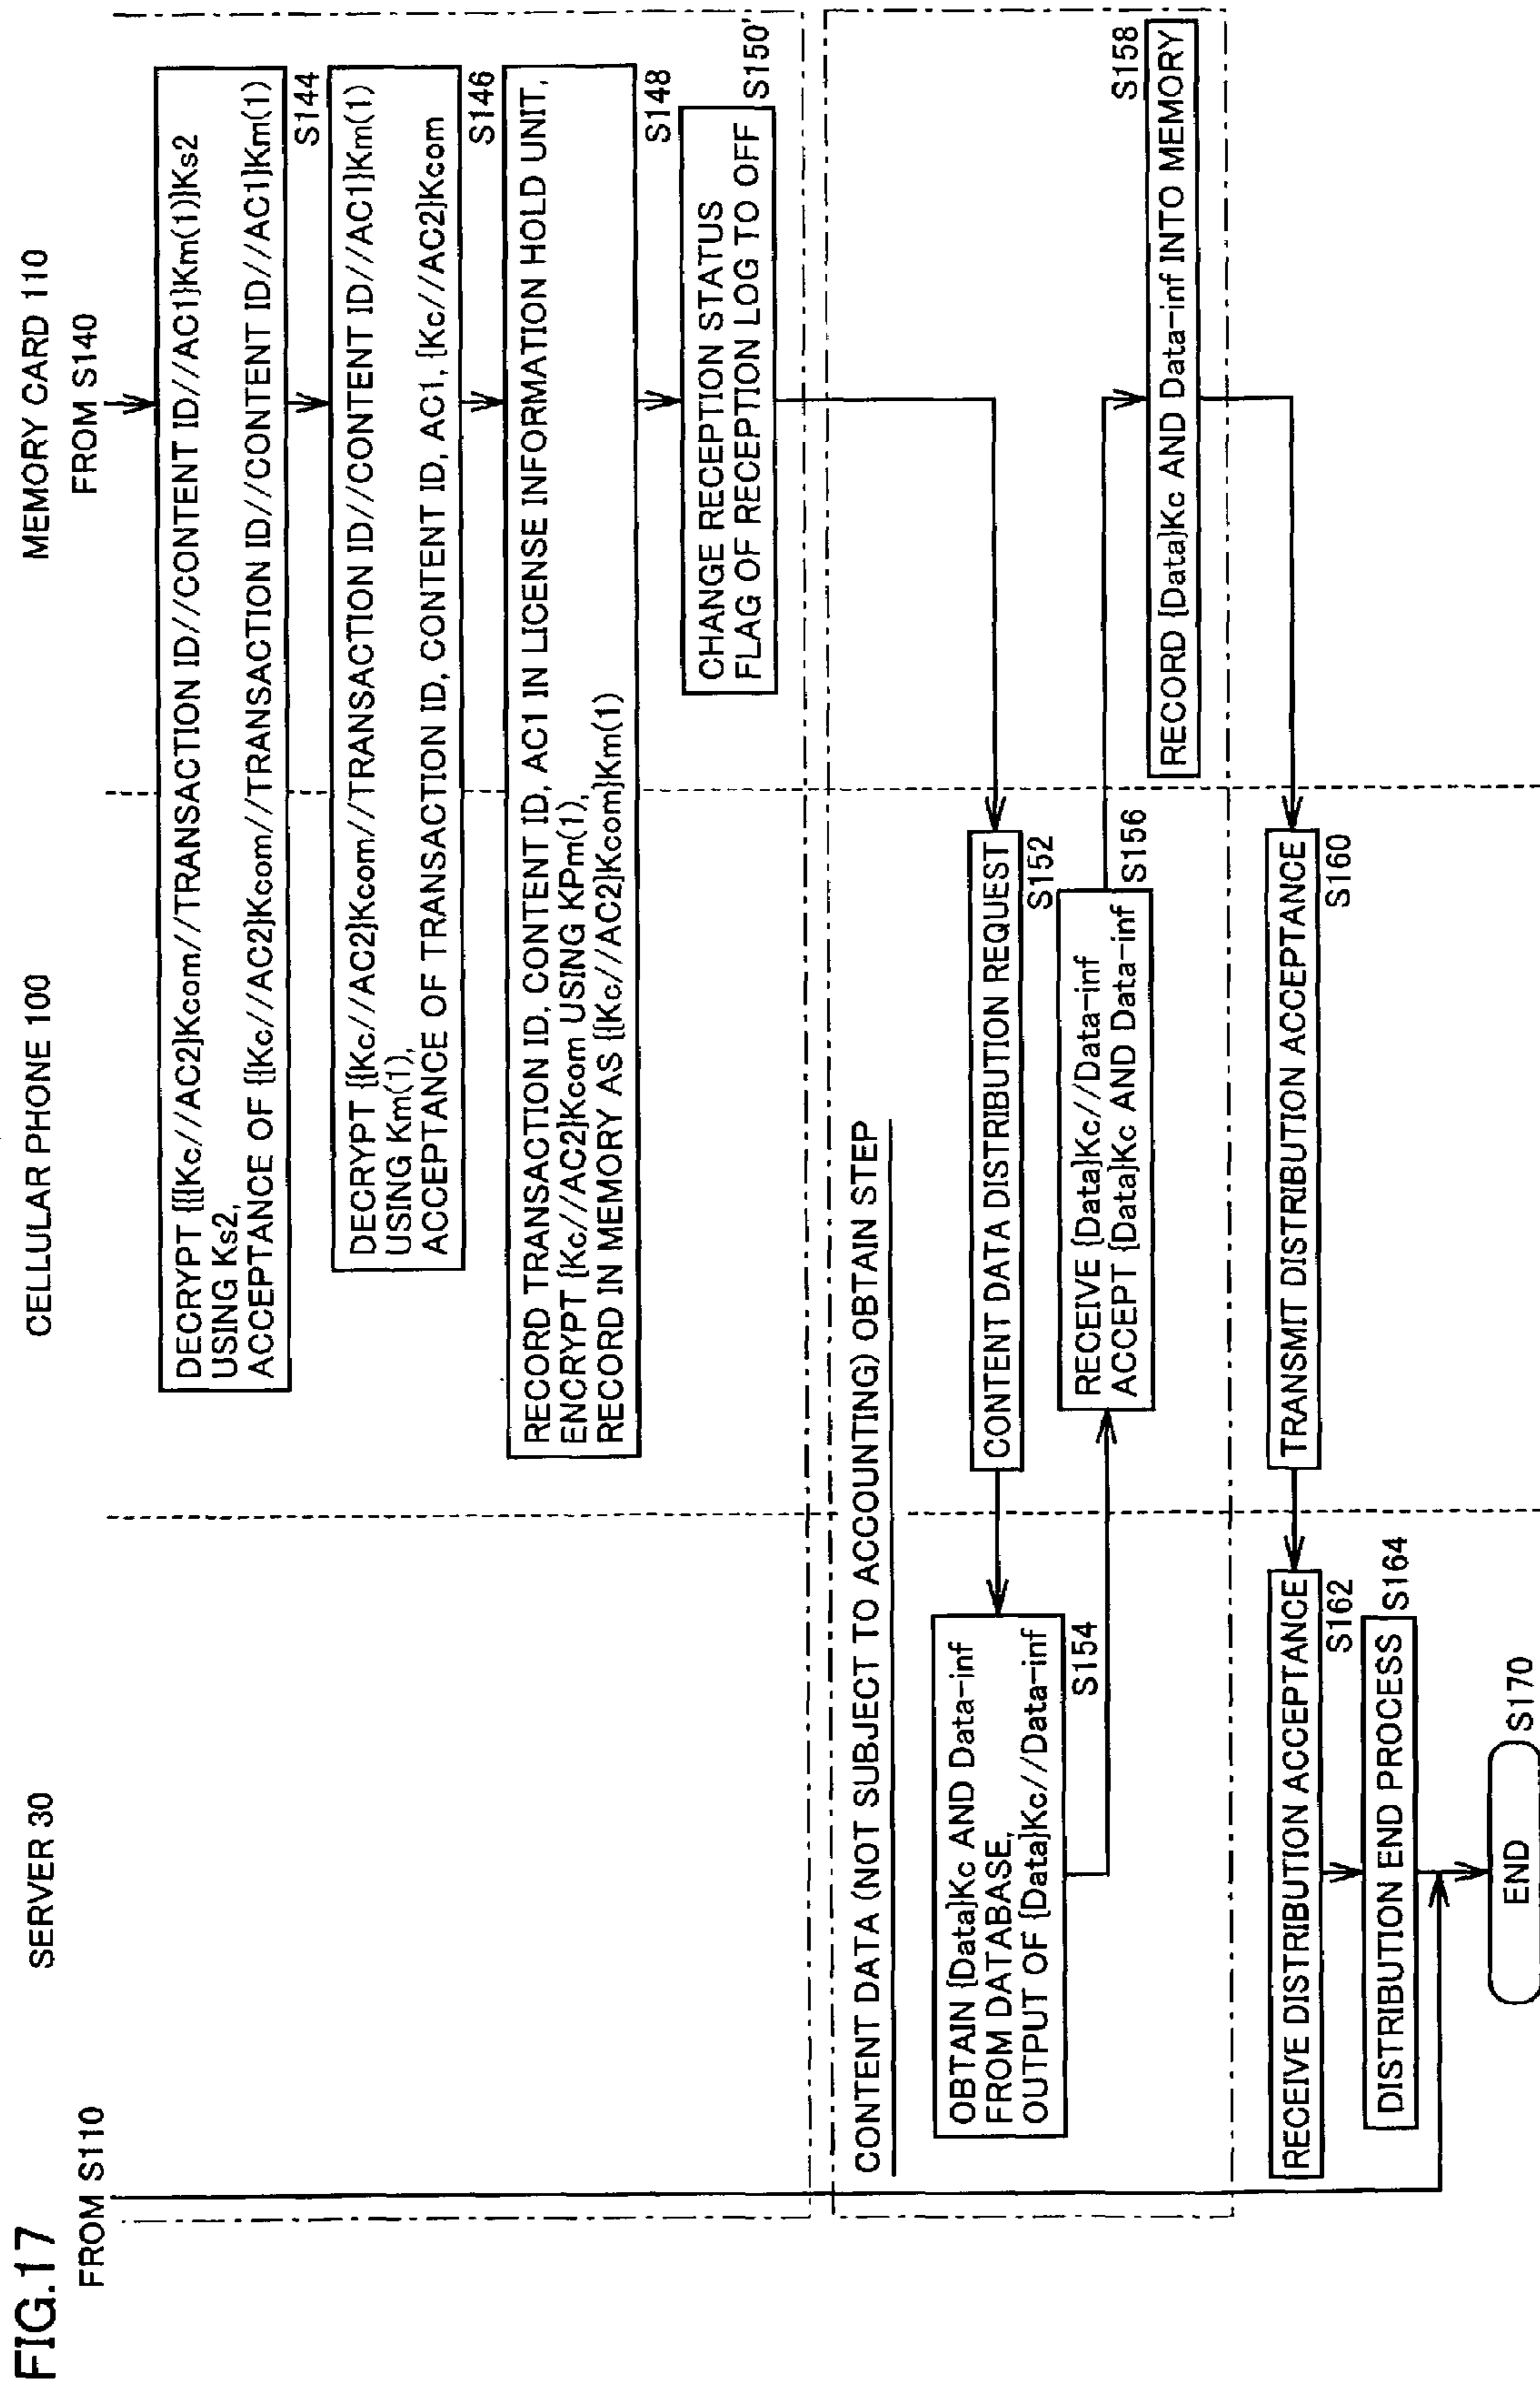 FIG.17
SERVER 30
CELLULAR PHONE 100
MEMORY CARD 110
FROM S110
FROM S140
DECRYPT {{{{Kc//AC2}Kcom//TRANSACTION ID//CONTENT ID//AC1}Km(1)}Ks2
USING Ks2,
ACCEPTANCE OF {{Kc//AC2}Kcom//TRANSACTION ID//CONTENT ID//AC1}Km(1)
S144
DECRYPT {{Kc//AC2}Kcom//TRANSACTION ID//CONTENT ID//AC1}Km(1)
USING Km(1),
ACCEPTANCE OF TRANSACTION ID, CONTENT ID, AC1, {Kc//AC2}Kcom
S146
RECORD TRANSACTION ID, CONTENT ID, AC1 IN LICENSE INFORMATION HOLD UNIT,
ENCRYPT {Kc//AC2}Kcom USING KPm(1),
RECORD IN MEMORY AS {{Kc//AC2}Kcom}Km(1)
S148
CHANGE RECEPTION STATUS
FLAG OF RECEPTION LOG TO OFF
S150'
CONTENT DATA (NOT SUBJECT TO ACCOUNTING) OBTAIN STEP
CONTENT DATA DISTRIBUTION REQUEST
S152
OBTAIN {Data}Kc AND Data-inf
FROM DATABASE,
OUTPUT OF {Data}Kc//Data-inf
S154
RECEIVE {Data}Kc//Data-inf
ACCEPT {Data}Kc AND Data-inf
S156
RECORD {Data}Kc AND Data-inf INTO MEMORY
S158
TRANSMIT DISTRIBUTION ACCEPTANCE
S160
RECEIVE DISTRIBUTION ACCEPTANCE
S162
DISTRIBUTION END PROCESS
S164
END
S170